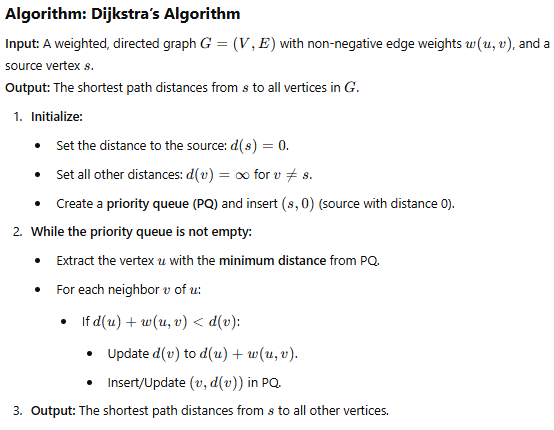 Algorithm: Dijkstra's Algorithm
Input: A weighted, directed graph G = (V, E) with non-negative edge weights w(u, v), and a
source vertex s.
Output: The shortest path distances from s to all vertices in G.
1. Initialize:
• Set the distance to the source: d(s) = 0.
• Set all other distances: d(v) = ∞ for v ≠ s.
• Create a priority queue (PQ) and insert (s, 0) (source with distance 0).
2. While the priority queue is not empty:
• Extract the vertex u with the minimum distance from PQ.
• For each neighbor v of u:
• If d(u) + w(u, v) < d(v):
• Update d(v) to d(u) + w(u, v).
• Insert/Update (v, d(v)) in PQ.
3. Output: The shortest path distances from s to all other vertices.